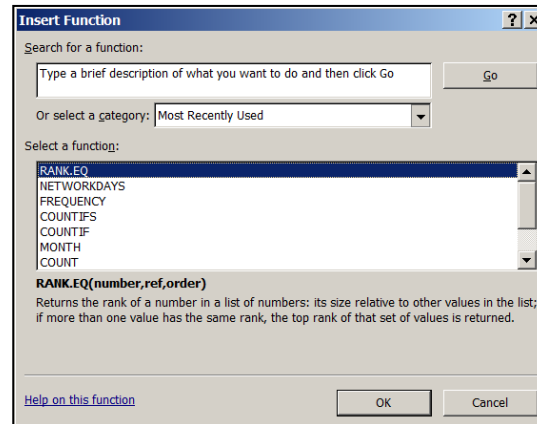 Insert Function
Search for a function:
Type a brief description of what you want to do and then click Go
Go
Or select a category: Most Recently Used
Select a function:
RANK.EQ
NETWORKDAYS
FREQUENCY
COUNTIFS
COUNTIF
MONTH
COUNT
RANK.EQ(number,ref,order)
Returns the rank of a number in a list of numbers: its size relative to other values in the list;
if more than one value has the same rank, the top rank of that set of values is returned.
Help on this function
OK
Cancel